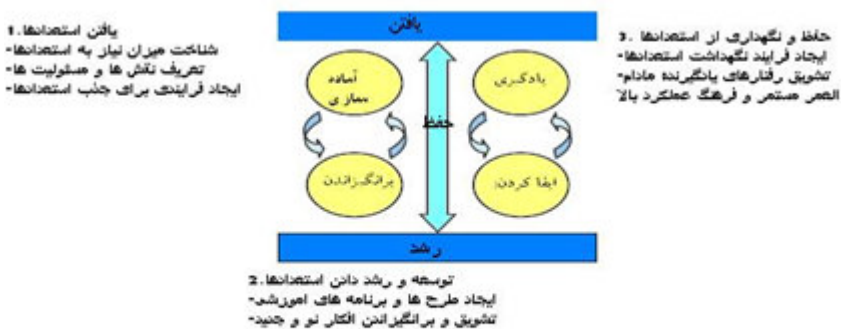 یافتن
1. یافتن استعدادها
-شناخت میزان نیاز به استعدادها
-تعریف نقش ها و مسئولیت ها
-ایجاد فرایندی برای جذب استعدادها
3. حفظ و نگهداری از استعدادها
-ایجاد فرایند نگهداشت استعدادها
-تشویق رفتارهای یادگیرنده مادام
العمر مستمر و فرهنگ عملکرد بالا
آماده
سازی
یادگیری
حفظ
برانگیزاندن
ایفا کردن
رشد
2. توسعه و رشد دادن استعدادها
-ایجاد طرح ها و برنامه های اموزشی
-تشویق و برانگیزاندن افکار نو و جدید